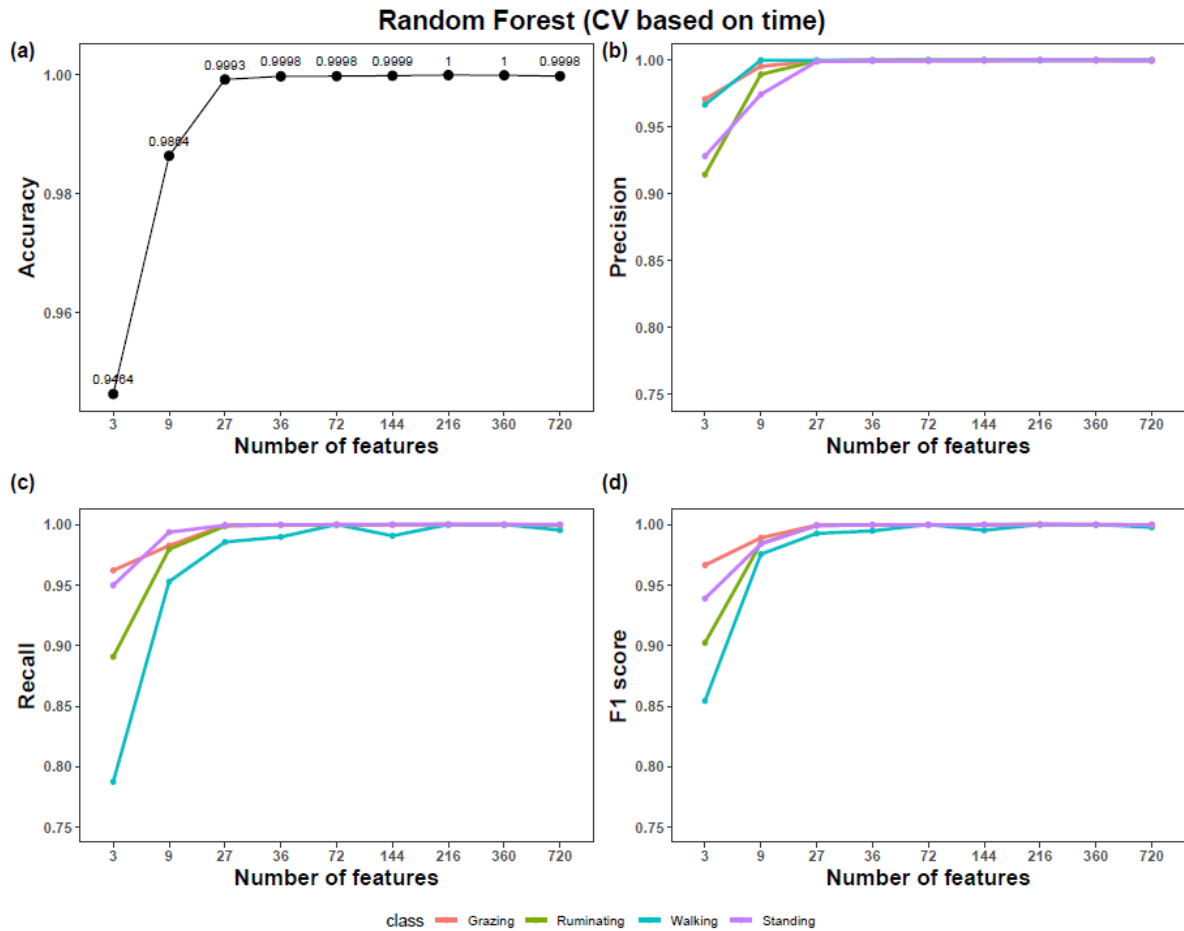 Random Forest (CV based on time)
(a)
0.9464
0.9864
0.9993
0.9998
0.9998
0.9999
1
1
0.9998
1.00
0.98
0.96
Accuracy
3 9 27 36 72 144 216 360 720
Number of features
(b)
1.00
0.95
0.90
0.85
0.80
0.75
Precision
3 9 27 36 72 144 216 360 720
Number of features
(c)
1.00
0.95
0.90
0.85
0.80
0.75
Recall
3 9 27 36 72 144 216 360 720
Number of features
(d)
1.00
0.95
0.90
0.85
0.80
0.75
F1 score
3 9 27 36 72 144 216 360 720
Number of features
class Grazing Ruminating Walking Standing